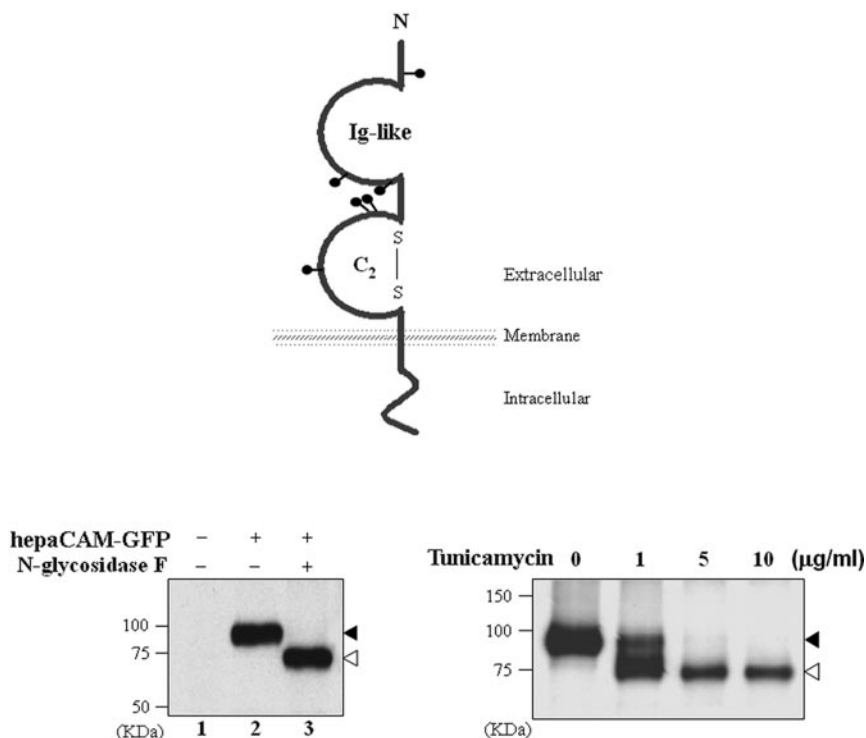 N
Ig-like
S
C2
S
Extracellular
Membrane
Intracellular
hepaCAM-GFP - + +
N-glycosidase F - - +
100
75
50
(KDa) 1 2 3
Tunicamycin 0 1 5 10 (μg/ml)
150
100
75
(KDa)